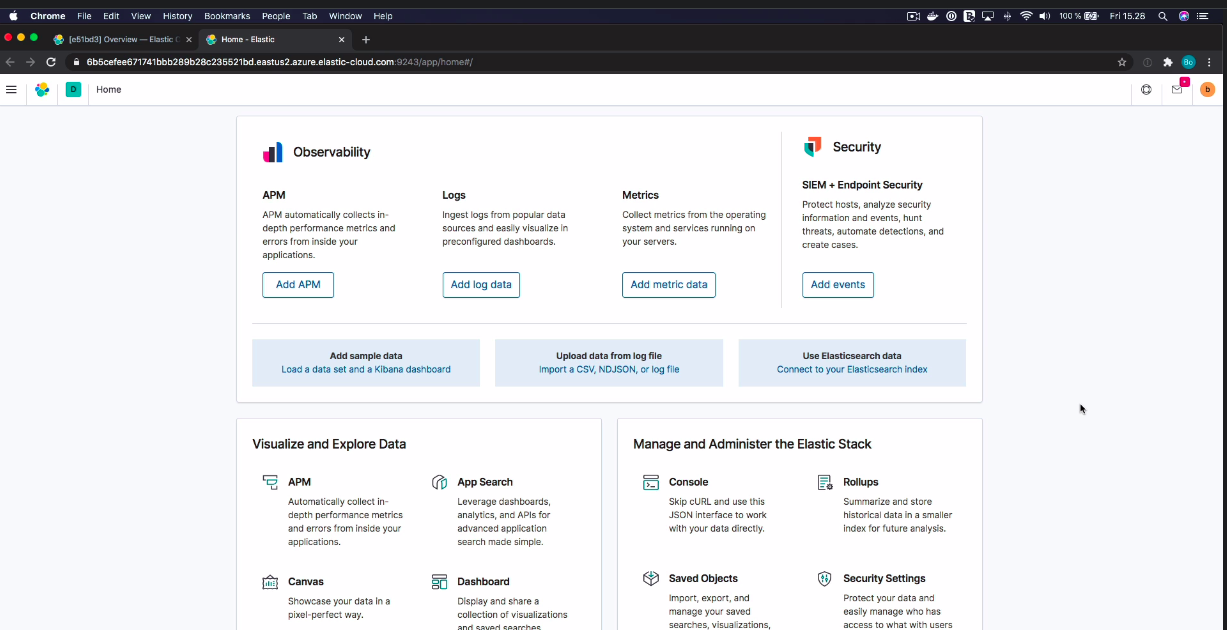 Chrome File Edit View History Bookmarks People Tab Window Help 100 % Fri 15.28
[e51bd3] Overview — Elastic C Home - Elastic
6b5cefee671741bbb289b28c235521bd.eastus2.azure.elastic-cloud.com:9243/app/home#/ Bo
D Home b
Observability
APM
APM automatically collects in-
depth performance metrics and
errors from inside your
applications.
Add APM
Logs
Ingest logs from popular data
sources and easily visualize in
preconfigured dashboards.
Add log data
Metrics
Collect metrics from the operating
system and services running on
your servers.
Add metric data
Security
SIEM + Endpoint Security
Protect hosts, analyze security
information and events, hunt
threats, automate detections, and
create cases.
Add events
Add sample data
Load a data set and a Kibana dashboard
Upload data from log file
Import a CSV, NDJSON, or log file
Use Elasticsearch data
Connect to your Elasticsearch index
Visualize and Explore Data
APM
Automatically collect in-
depth performance metrics
and errors from inside your
applications.
App Search
Leverage dashboards,
analytics, and APIs for
advanced application
search made simple.
Canvas
Showcase your data in a
pixel-perfect way.
Dashboard
Display and share a
collection of visualizations
and saved searches.
Manage and Administer the Elastic Stack
Console
Skip cURL and use this
JSON interface to work
with your data directly.
Rollups
Summarize and store
historical data in a smaller
index for future analysis.
Saved Objects
Import, export, and
manage your saved
searches, visualizations,
Security Settings
Protect your data and
easily manage who has
access to what with users